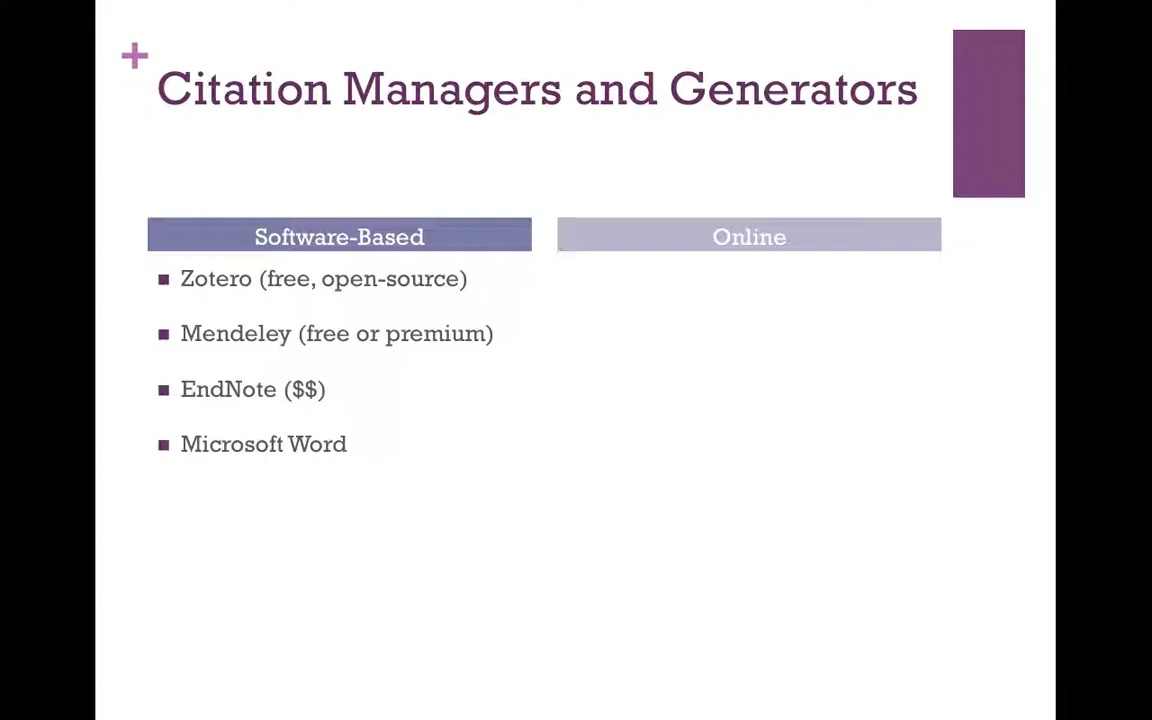 +
Citation Managers and Generators
Software-Based
Online
Zotero (free, open-source)
Mendeley (free or premium)
EndNote ($$)
Microsoft Word